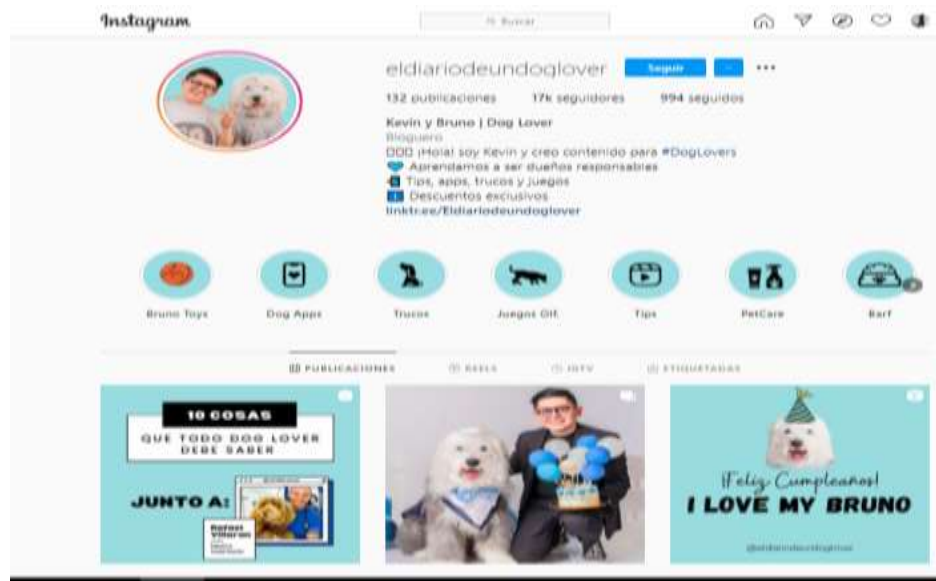 Instagram
Buscar
eldiariodeundoglover Seguir
132 publicaciones 17k seguidores 994 seguidos
Kevin y Bruno | Dog Lover
Bloguero
¡Hola! soy Kevin y creo contenido para #DogLovers
Aprendamos a ser dueños responsables
Tips, apps, trucos y juegos
Descuentos exclusivos
linktr.ee/Eldiariodeundoglover
Bruno Toys Dog Apps Trucos Juegos Olf. Tips PetCare Barf
PUBLICACIONES REELS IGTV ETIQUETADAS
10 COSAS
QUE TODO DOG LOVER
DEBE SABER
JUNTO A:
Rafael
Villaran
¡Feliz Cumpleaños!
I LOVE MY BRUNO
@eldiariodeundoglover